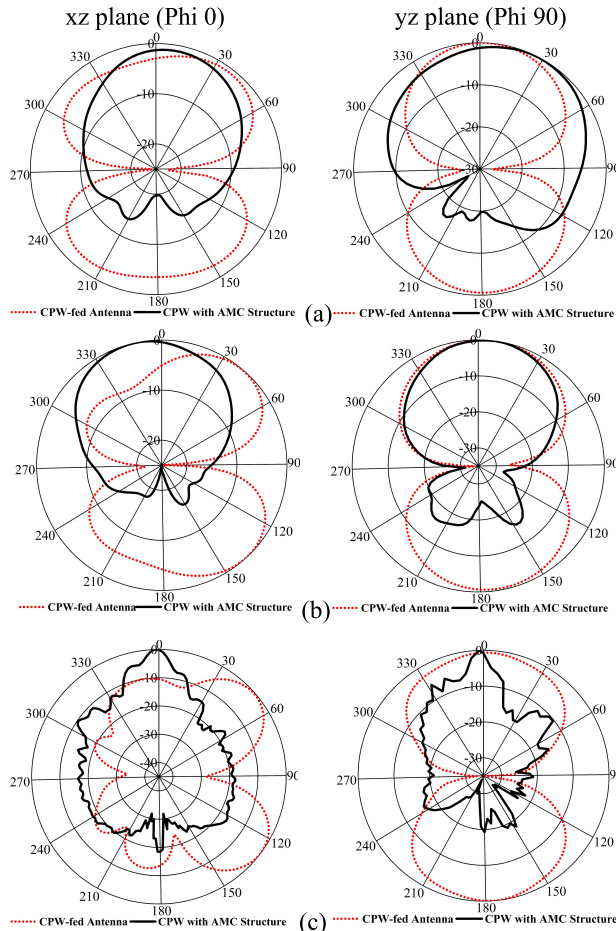 xz plane (Phi 0) yz plane (Phi 90)
0 0
330 30 330 30
-10 -10
300 60 300 60
-20 -20
270 90 270 -30 90
240 120 240 120
210 150 210 150
180 180
CPW-fed Antenna CPW with AMC Structure (a) CPW-fed Antenna CPW with AMC Structure
0 0
330 30 330 30
-10 -10
300 60 300 60
-20 -20
-30
270 90 270 90
240 120 240 120
210 150 210 150
180 180
CPW-fed Antenna CPW with AMC Structure (b) CPW-fed Antenna CPW with AMC Structure
0 0
330 30 330 30
-10 -10
300 60 300 60
-20 -20
-30 -30
270 -40 90 270 90
240 120 240 120
210 150 210 150
180 180
CPW-fed Antenna CPW with AMC Structure (c) CPW-fed Antenna CPW with AMC Structure